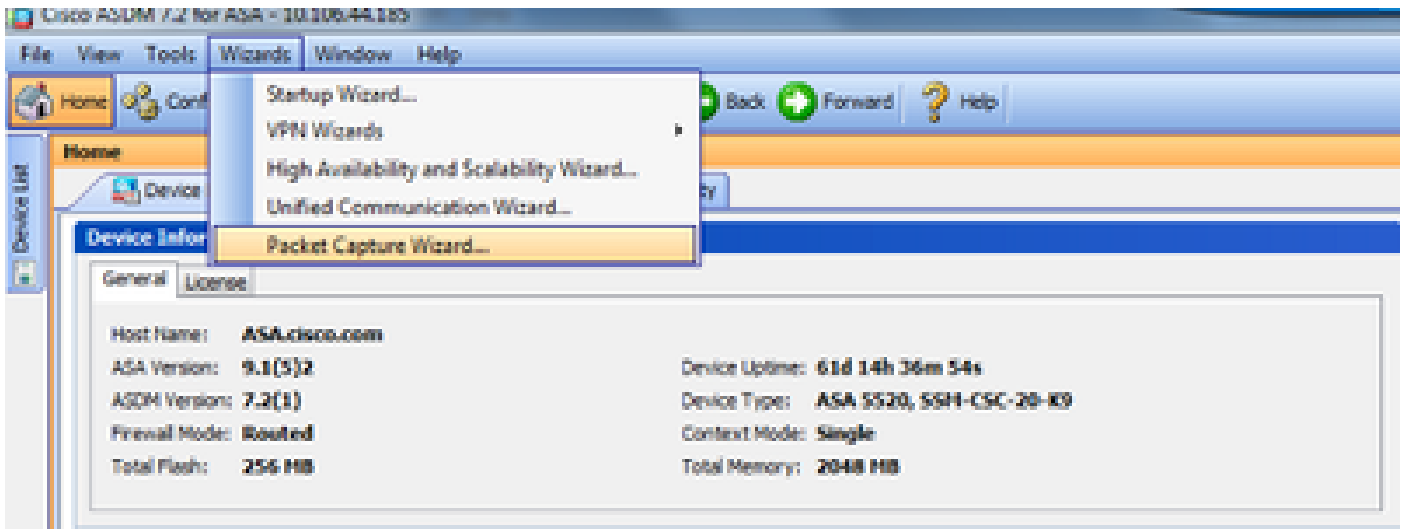 Cisco ASDM 7.2 for ASA - 10.106.44.185
File View Tools Wizards Window Help
Home Conf Back Forward Help
Startup Wizard...
VPN Wizards
High Availability and Scalability Wizard...
Unified Communication Wizard...
Packet Capture Wizard...
Device List
Home
Device ty
Device Infor
General License
Host Name: ASA.cisco.com
ASA Version: 9.1(5)2 Device Uptime: 61d 14h 36m 54s
ASDM Version: 7.2(1) Device Type: ASA 5520, SSM-CSC-20-K9
Firewall Mode: Routed Context Mode: Single
Total Flash: 256 MB Total Memory: 2048 MB